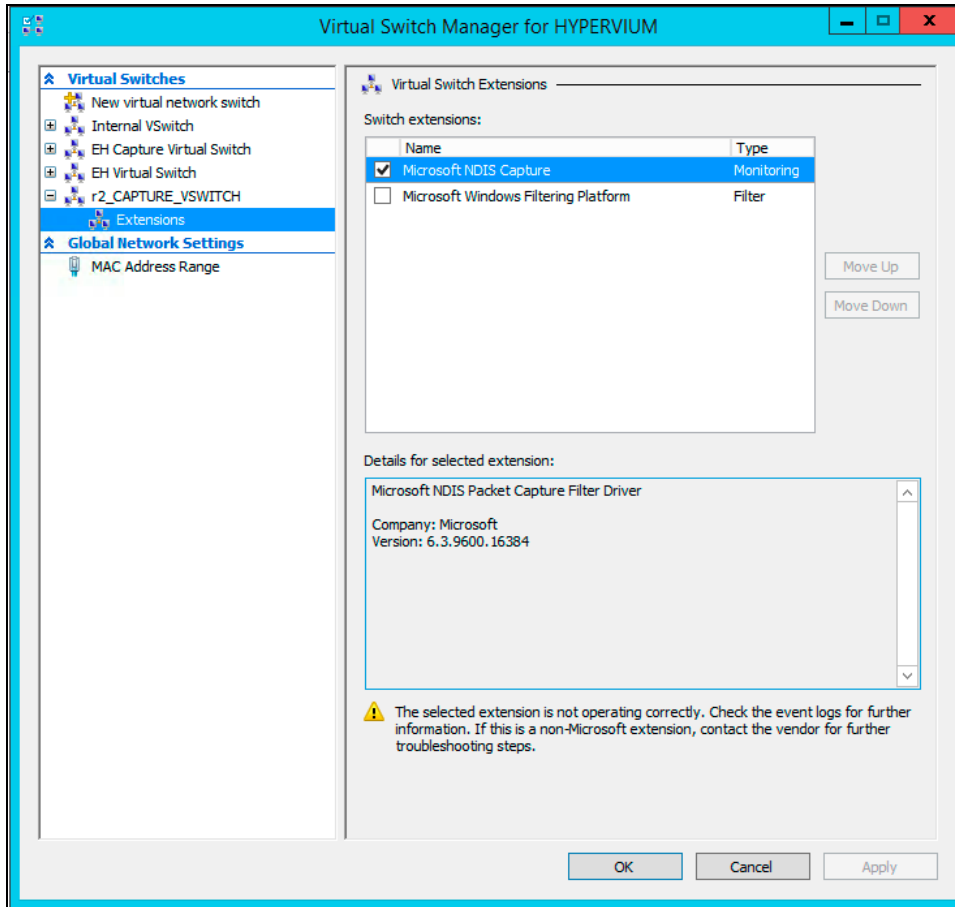 Virtual Switch Manager for HYPERVIUM
x
Virtual Switches
New virtual network switch
Internal VSwitch
EH Capture Virtual Switch
EH Virtual Switch
r2_CAPTURE_VSWITCH
Extensions
Global Network Settings
MAC Address Range
Virtual Switch Extensions
Switch extensions:
Name Type
Microsoft NDIS Capture Monitoring
Microsoft Windows Filtering Platform Filter
Move Up
Move Down
Details for selected extension:
Microsoft NDIS Packet Capture Filter Driver
Company: Microsoft
Version: 6.3.9600.16384
The selected extension is not operating correctly. Check the event logs for further
information. If this is a non-Microsoft extension, contact the vendor for further
troubleshooting steps.
OK Cancel Apply